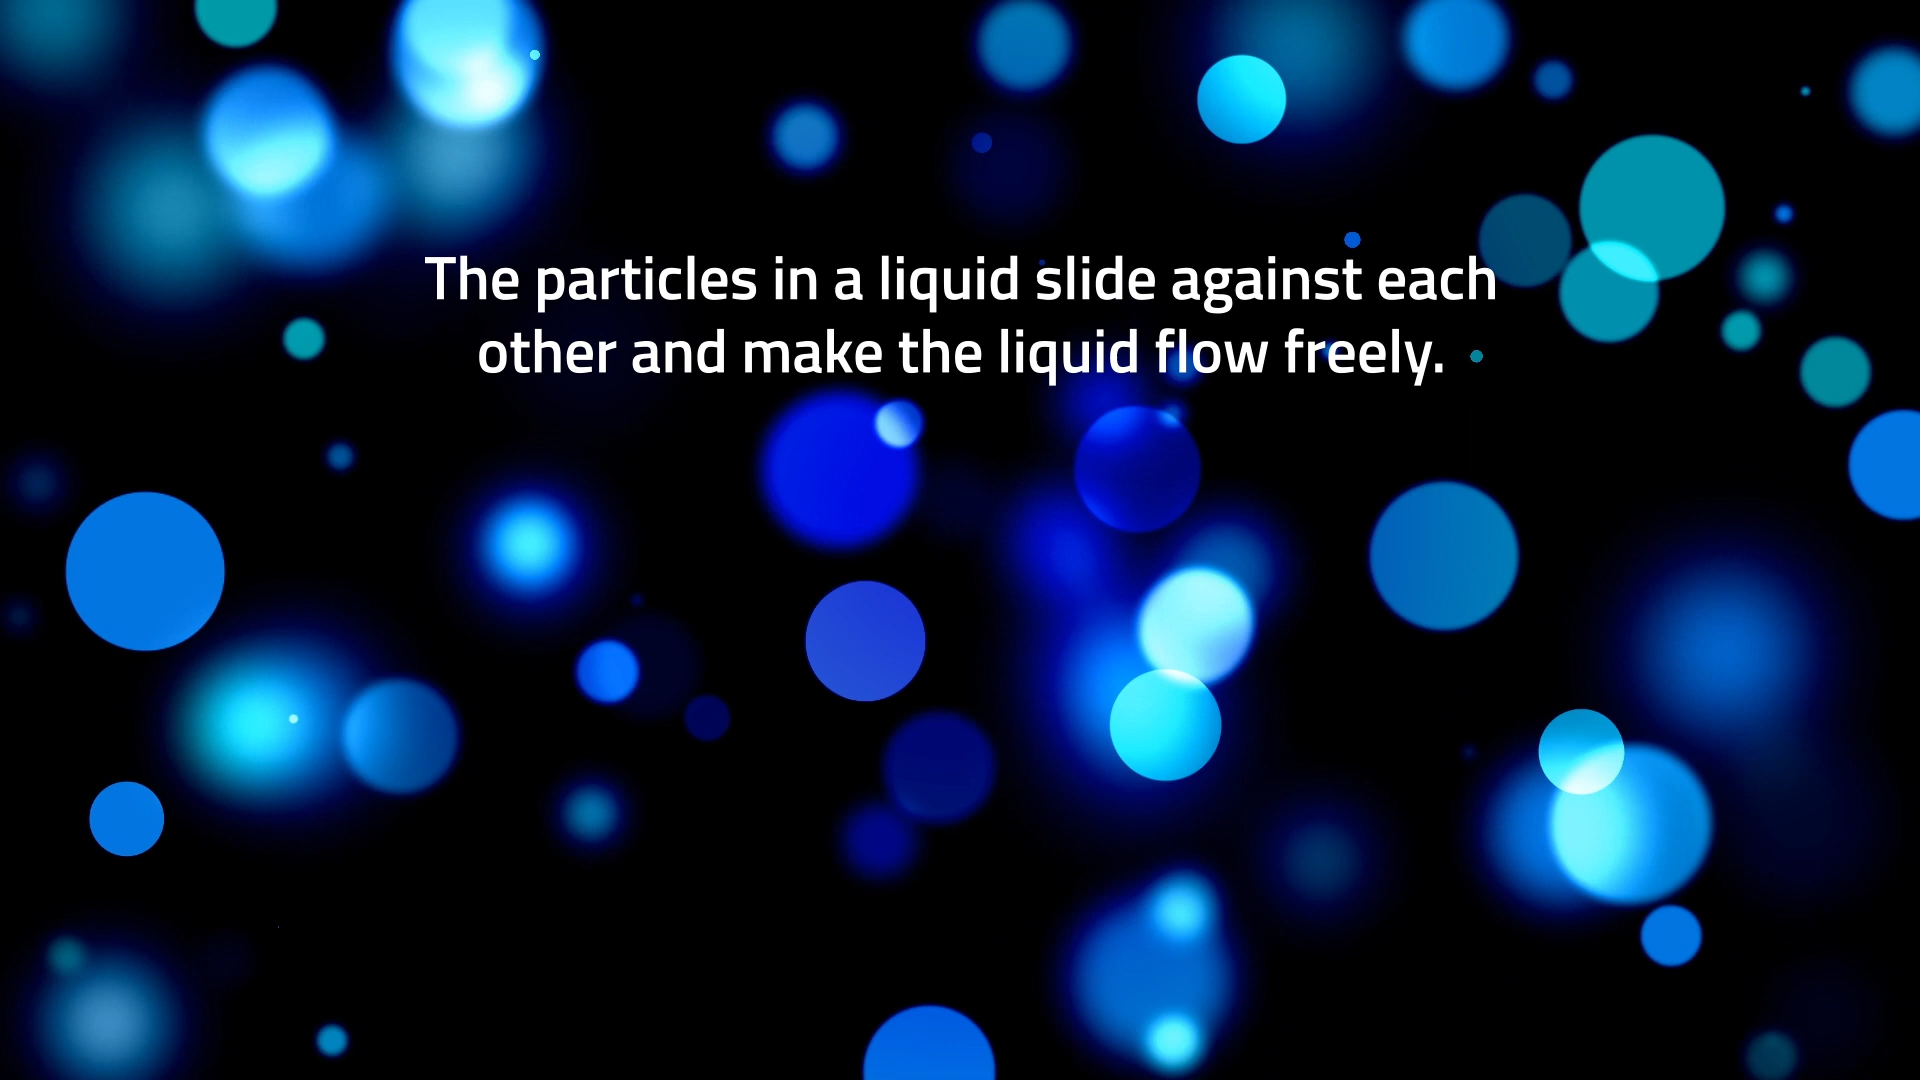 The particles in a liquid slide against each
other and make the liquid flow freely.